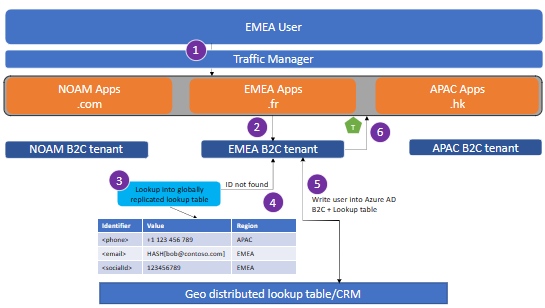 EMEA User
1
Traffic Manager
NOAM Apps
.com
EMEA Apps
.fr
APAC Apps
.hk
2
T
6
NOAM B2C tenant
EMEA B2C tenant
APAC B2C tenant
3
Lookup into globally
replicated lookup table
ID not found
4
5
Write user into Azure AD
B2C + Lookup table
Identifier Value Region
<phone> +1 123 456 789 APAC
<email> HASH[bob@contoso.com] EMEA
<socialId> 123456789 EMEA
Geo distributed lookup table/CRM